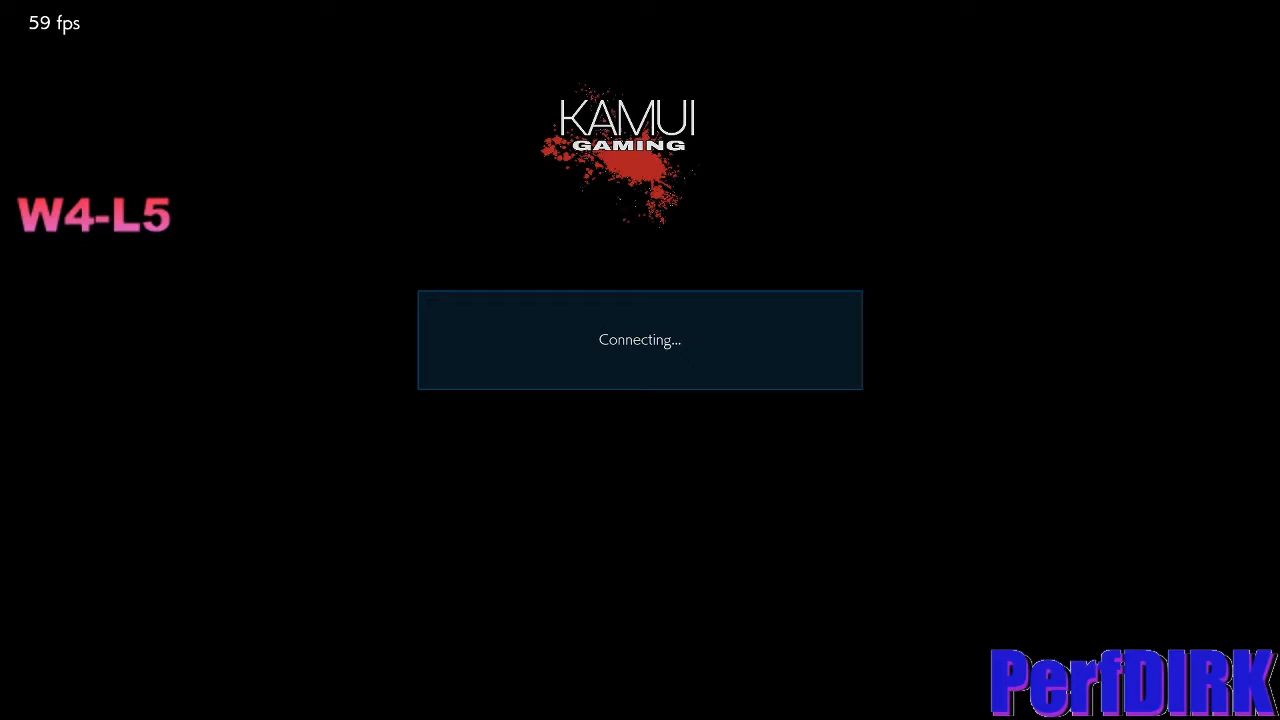 59 fps
KAMUI
GAMING
W4-L5
Connecting...
PerfDIRK